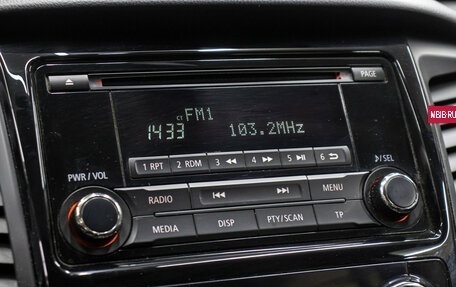 PAGE
CT FM1
1433 103.2MHz
1 RPT 2 RDM 3 4 5 6
PWR / VOL
/SEL
RADIO MENU
MEDIA DISP PTY/SCAN TP